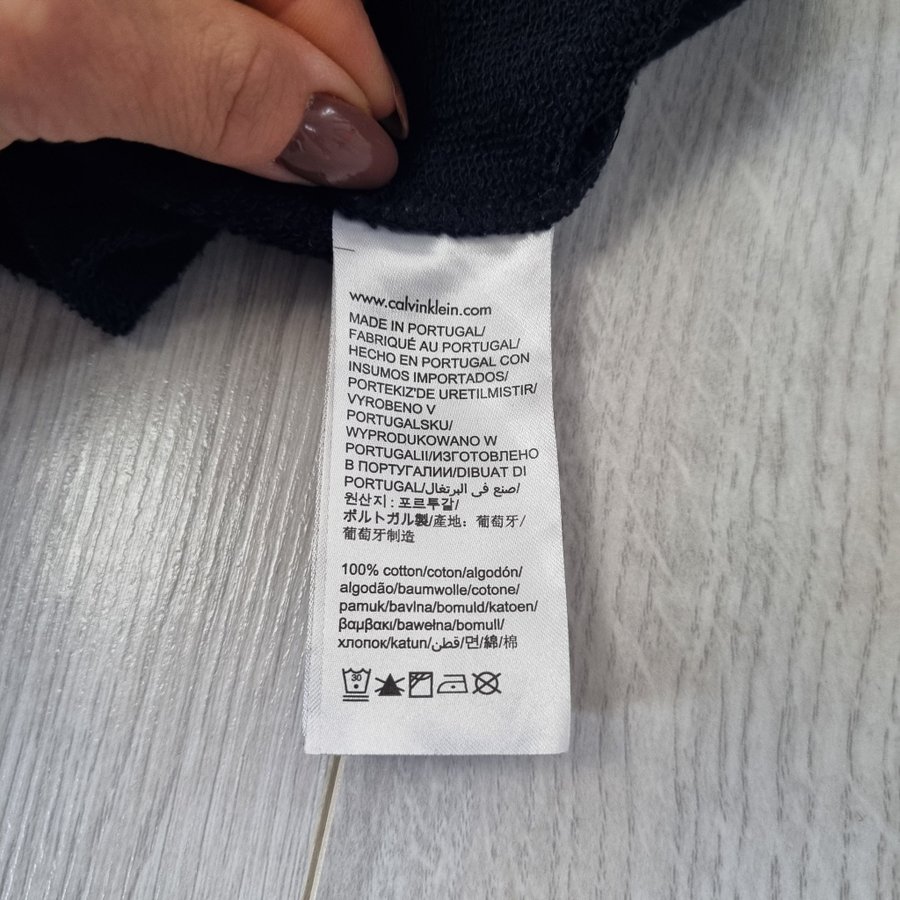 www.calvinklein.com
MADE IN PORTUGAL/
FABRIQUÉ AU PORTUGAL/
HECHO EN PORTUGAL CON
INSUMOS IMPORTADOS/
PORTEKIZ'DE URETILMISTIR/
VYROBENO V
PORTUGALSKU/
WYPRODUKOWANO W
PORTUGALII/ИЗГОТОВЛЕНО
В ПОРТУГАЛИИ/DIBUAT DI
PORTUGAL/صنع فى البرتغال/
원산지 : 포르투갈/
ポルトガル製/產地：葡萄牙/
葡萄牙制造
100% cotton/coton/algodón/
algodão/baumwolle/cotone/
pamuk/bavlna/bomuld/katoen/
βαμβακι/bawełna/bomull/
хлопок/katun/قطن/면/綿/棉
30